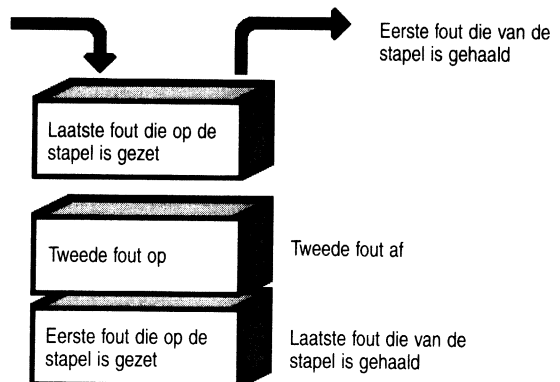 Eerste fout die van de
stapel is gehaald
Laatste fout die op de
stapel is gezet
Tweede fout op
Tweede fout af
Eerste fout die op de
stapel is gezet
Laatste fout die van de
stapel is gehaald